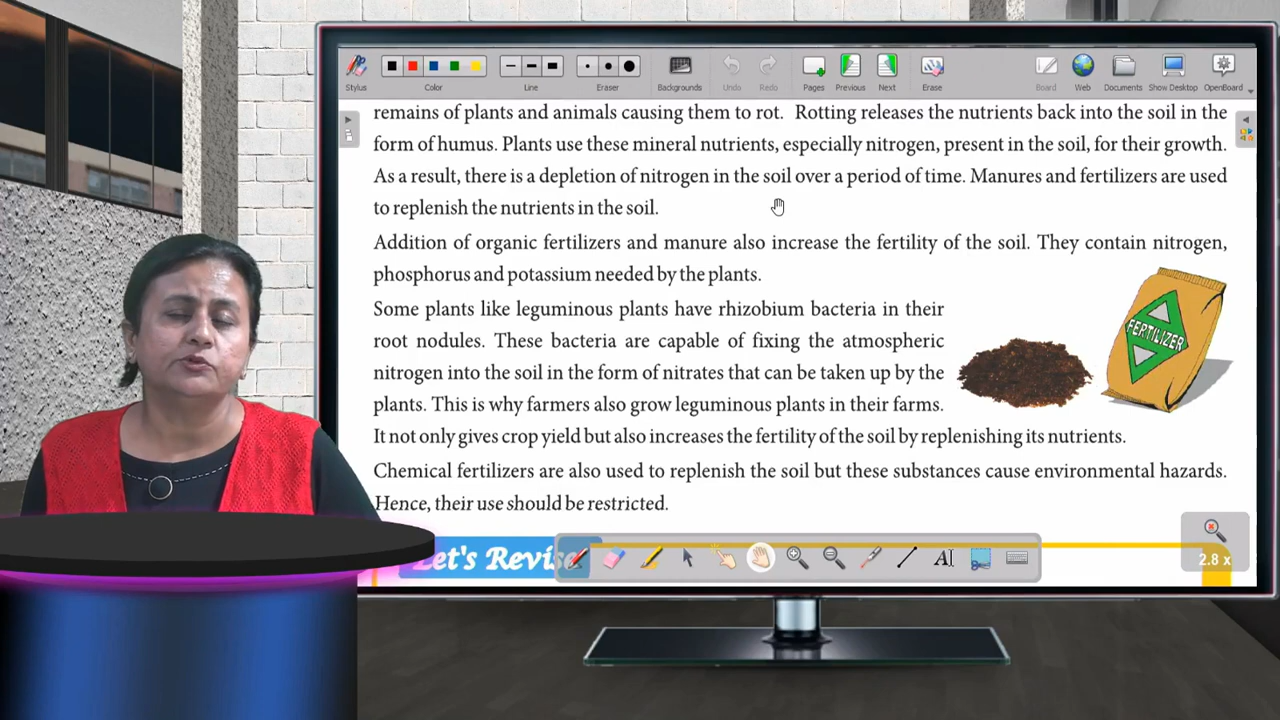 Stylus
Color
Line
Eraser
Backgrounds
Undo
Redo
Pages
Previous
Next
Erase
Board
Web
Documents
Show Desktop
OpenBoard
remains of plants and animals causing them to rot. Rotting releases the nutrients back into the soil in the
form of humus. Plants use these mineral nutrients, especially nitrogen, present in the soil, for their growth.
As a result, there is a depletion of nitrogen in the soil over a period of time. Manures and fertilizers are used
to replenish the nutrients in the soil.
Addition of organic fertilizers and manure also increase the fertility of the soil. They contain nitrogen,
phosphorus and potassium needed by the plants.
Some plants like leguminous plants have rhizobium bacteria in their
root nodules. These bacteria are capable of fixing the atmospheric
nitrogen into the soil in the form of nitrates that can be taken up by the
plants. This is why farmers also grow leguminous plants in their farms.
FERTILIZER
It not only gives crop yield but also increases the fertility of the soil by replenishing its nutrients.
Chemical fertilizers are also used to replenish the soil but these substances cause environmental hazards.
Hence, their use should be restricted.
Let's Revise
AI
2.8 x